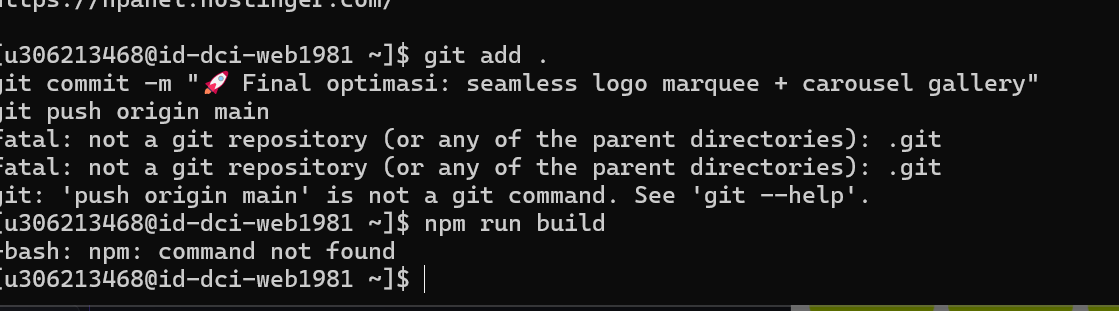 https://hpanel.hostinger.com/
[u306213468@id-dci-web1981 ~]$ git add .
git commit -m "🚀 Final optimasi: seamless logo marquee + carousel gallery"
git push origin main
fatal: not a git repository (or any of the parent directories): .git
fatal: not a git repository (or any of the parent directories): .git
git: 'push origin main' is not a git command. See 'git --help'.
[u306213468@id-dci-web1981 ~]$ npm run build
-bash: npm: command not found
[u306213468@id-dci-web1981 ~]$